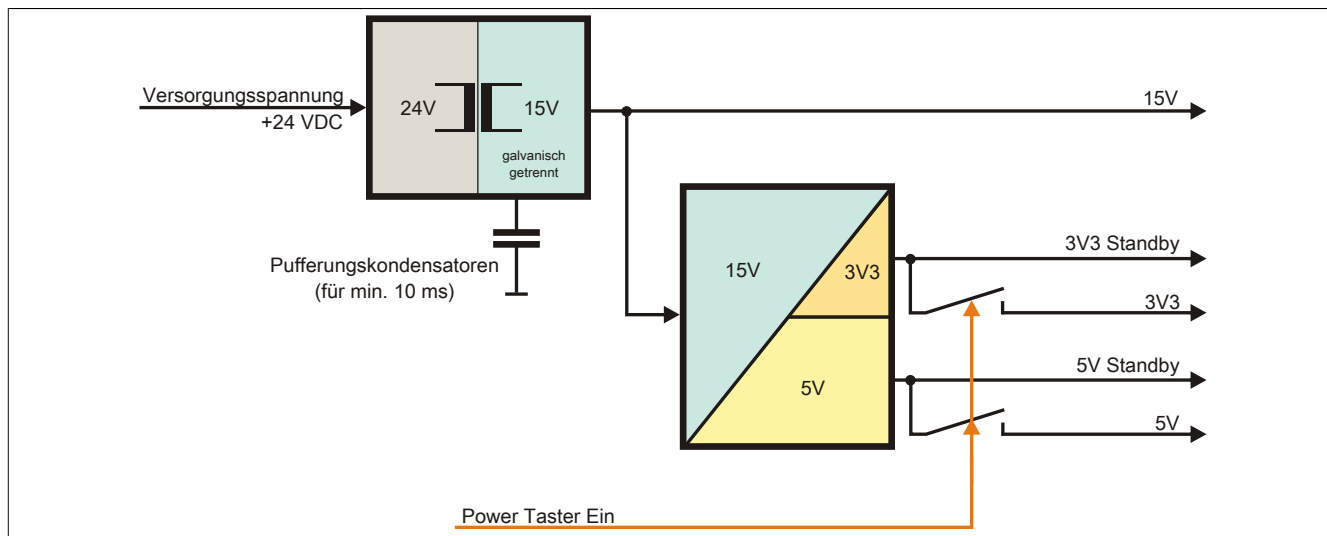 Versorgungsspannung
+24 VDC
24V
15V
galvanisch
getrennt
15V
Pufferungskondensatoren
(für min. 10 ms)
15V
3V3
5V
3V3 Standby
3V3
5V Standby
5V
Power Taster Ein